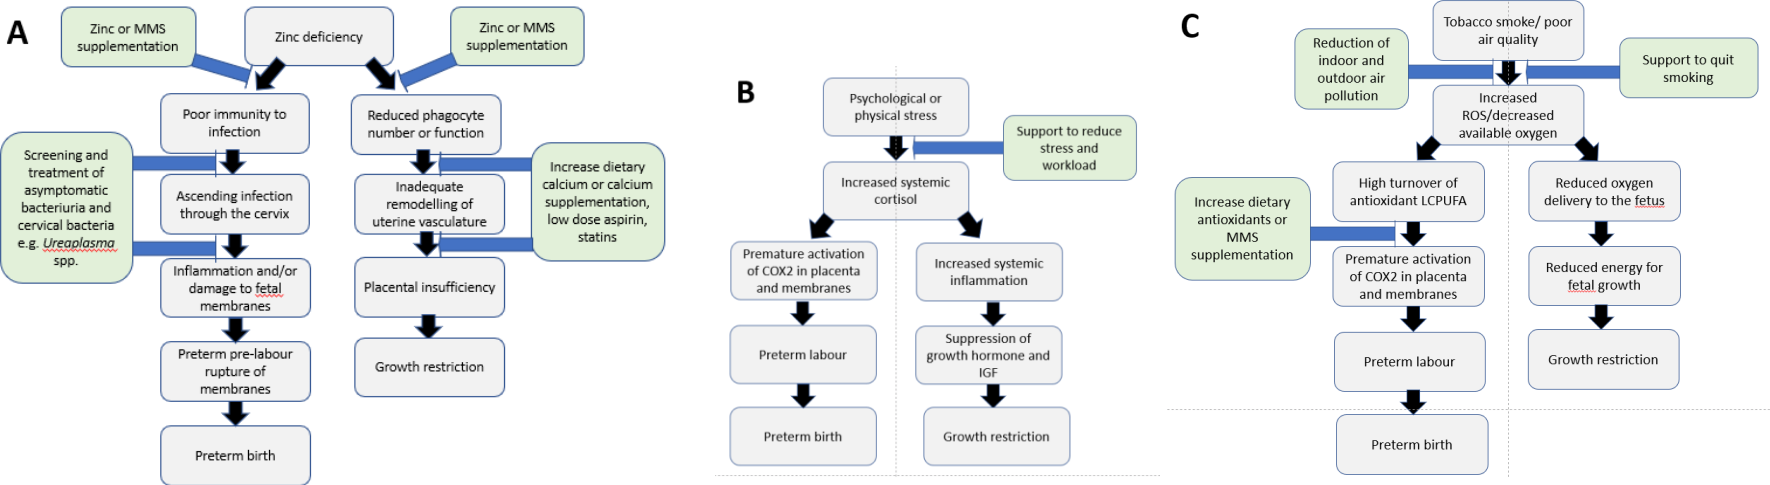 A
Zinc or MMS
supplementation
Zinc deficiency
Zinc or MMS
supplementation
Poor immunity to
infection
Reduced phagocyte
number or function
Screening and
treatment of
asymptomatic
bacteriuria and
cervical bacteria
e.g. Ureaplasma
spp.
Ascending infection
through the cervix
Inadequate
remodelling of
uterine vasculature
Increase dietary
calcium or calcium
supplementation,
low dose aspirin,
statins
Inflammation and/or
damage to fetal
membranes
Placental insufficiency
Preterm pre-labour
rupture of
membranes
Growth restriction
Preterm birth
B
Psychological or
physical stress
Support to reduce
stress and
workload
Increased systemic
cortisol
Premature activation
of COX2 in placenta
and membranes
Increased systemic
inflammation
Preterm labour
Suppression of
growth hormone and
IGF
Preterm birth
Growth restriction
C
Tobacco smoke/ poor
air quality
Reduction of
indoor and
outdoor air
pollution
Support to quit
smoking
Increased
ROS/decreased
available oxygen
High turnover of
antioxidant LCPUFA
Reduced oxygen
delivery to the fetus
Increase dietary
antioxidants or
MMS
supplementation
Premature activation
of COX2 in placenta
and membranes
Reduced energy for
fetal growth
Preterm labour
Growth restriction
Preterm birth